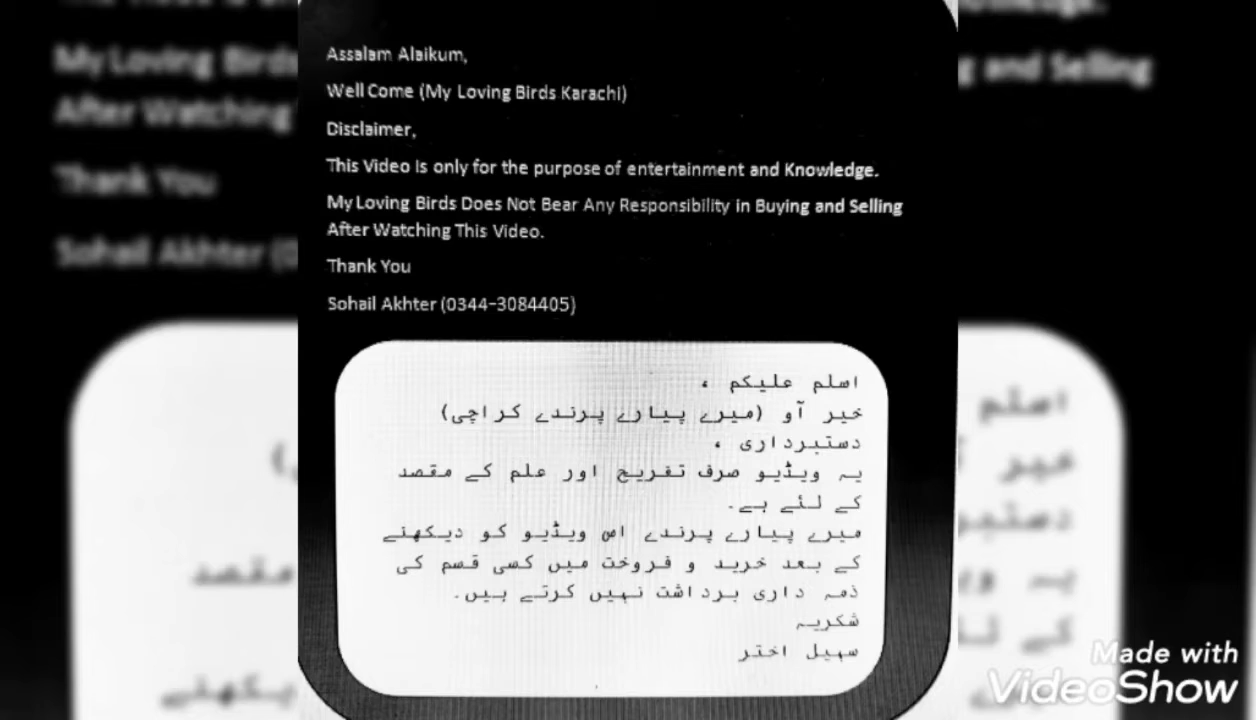 Assalam Alaikum,
Well Come (My Loving Birds Karachi)
Disclaimer,
This Video Is only for the purpose of entertainment and Knowledge.
My Loving Birds Does Not Bear Any Responsibility in Buying and Selling
After Watching This Video.
Thank You
Sohail Akhter (0344-3084405)
اسلم علیکم ،
خیر آو (میرے پیارے پرندے کراچی)
دستبرداری ،
یہ ویڈیو صرف تفریح اور علم کے مقصد
کے لئے ہے۔
میرے پیارے پرندے اس ویڈیو کو دیکھنے
کے بعد خرید و فروخت میں کسی قسم کی
ذمہ داری برداشت نہیں کرتے ہیں۔
شکریہ
سہیل اختر
Made with
VideoShow